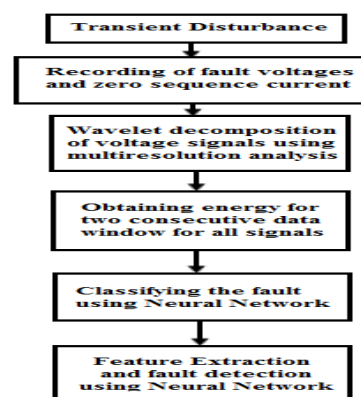 Transient Disturbance
Recording of fault voltages
and zero sequence current
Wavelet decomposition
of voltage signals using
multiresolution analysis
Obtaining energy for
two consecutive data
window for all signals
Classifying the fault
using Neural Network
Feature Extraction
and fault detection
using Neural Network